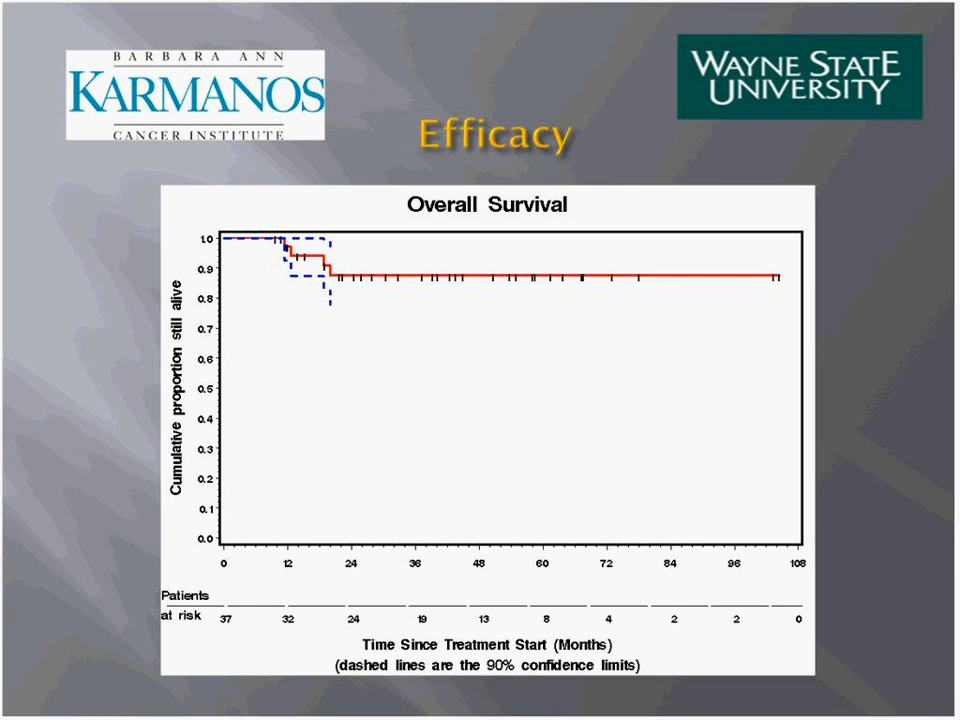 BARBARA ANN
KARMANOS
CANCER INSTITUTE
WAYNE STATE
UNIVERSITY
Efficacy
Overall Survival
Cumulative proportion still alive
1.0
0.9
0.8
0.7
0.6
0.5
0.4
0.3
0.2
0.1
0.0
0 12 24 36 48 60 72 84 96 108
Patients
at risk 37 32 24 19 13 8 4 2 2 0
Time Since Treatment Start (Months)
(dashed lines are the 90% confidence limits)